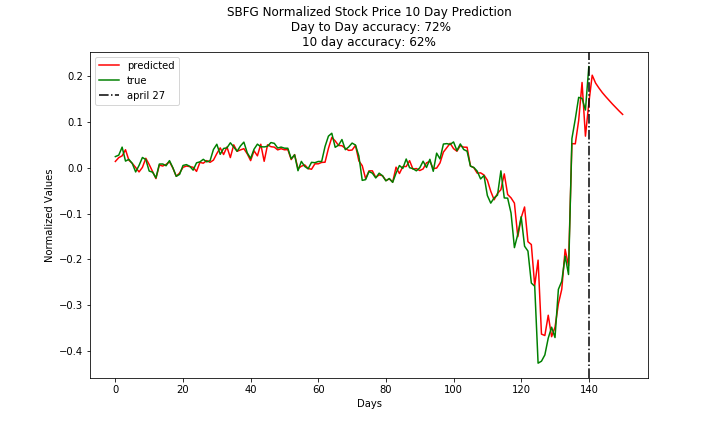 SBFG Normalized Stock Price 10 Day Prediction
Day to Day accuracy: 72%
10 day accuracy: 62%
predicted
true
april 27
0.2
0.1
0.0
−0.1
−0.2
−0.3
−0.4
Normalized Values
0 20 40 60 80 100 120 140
Days